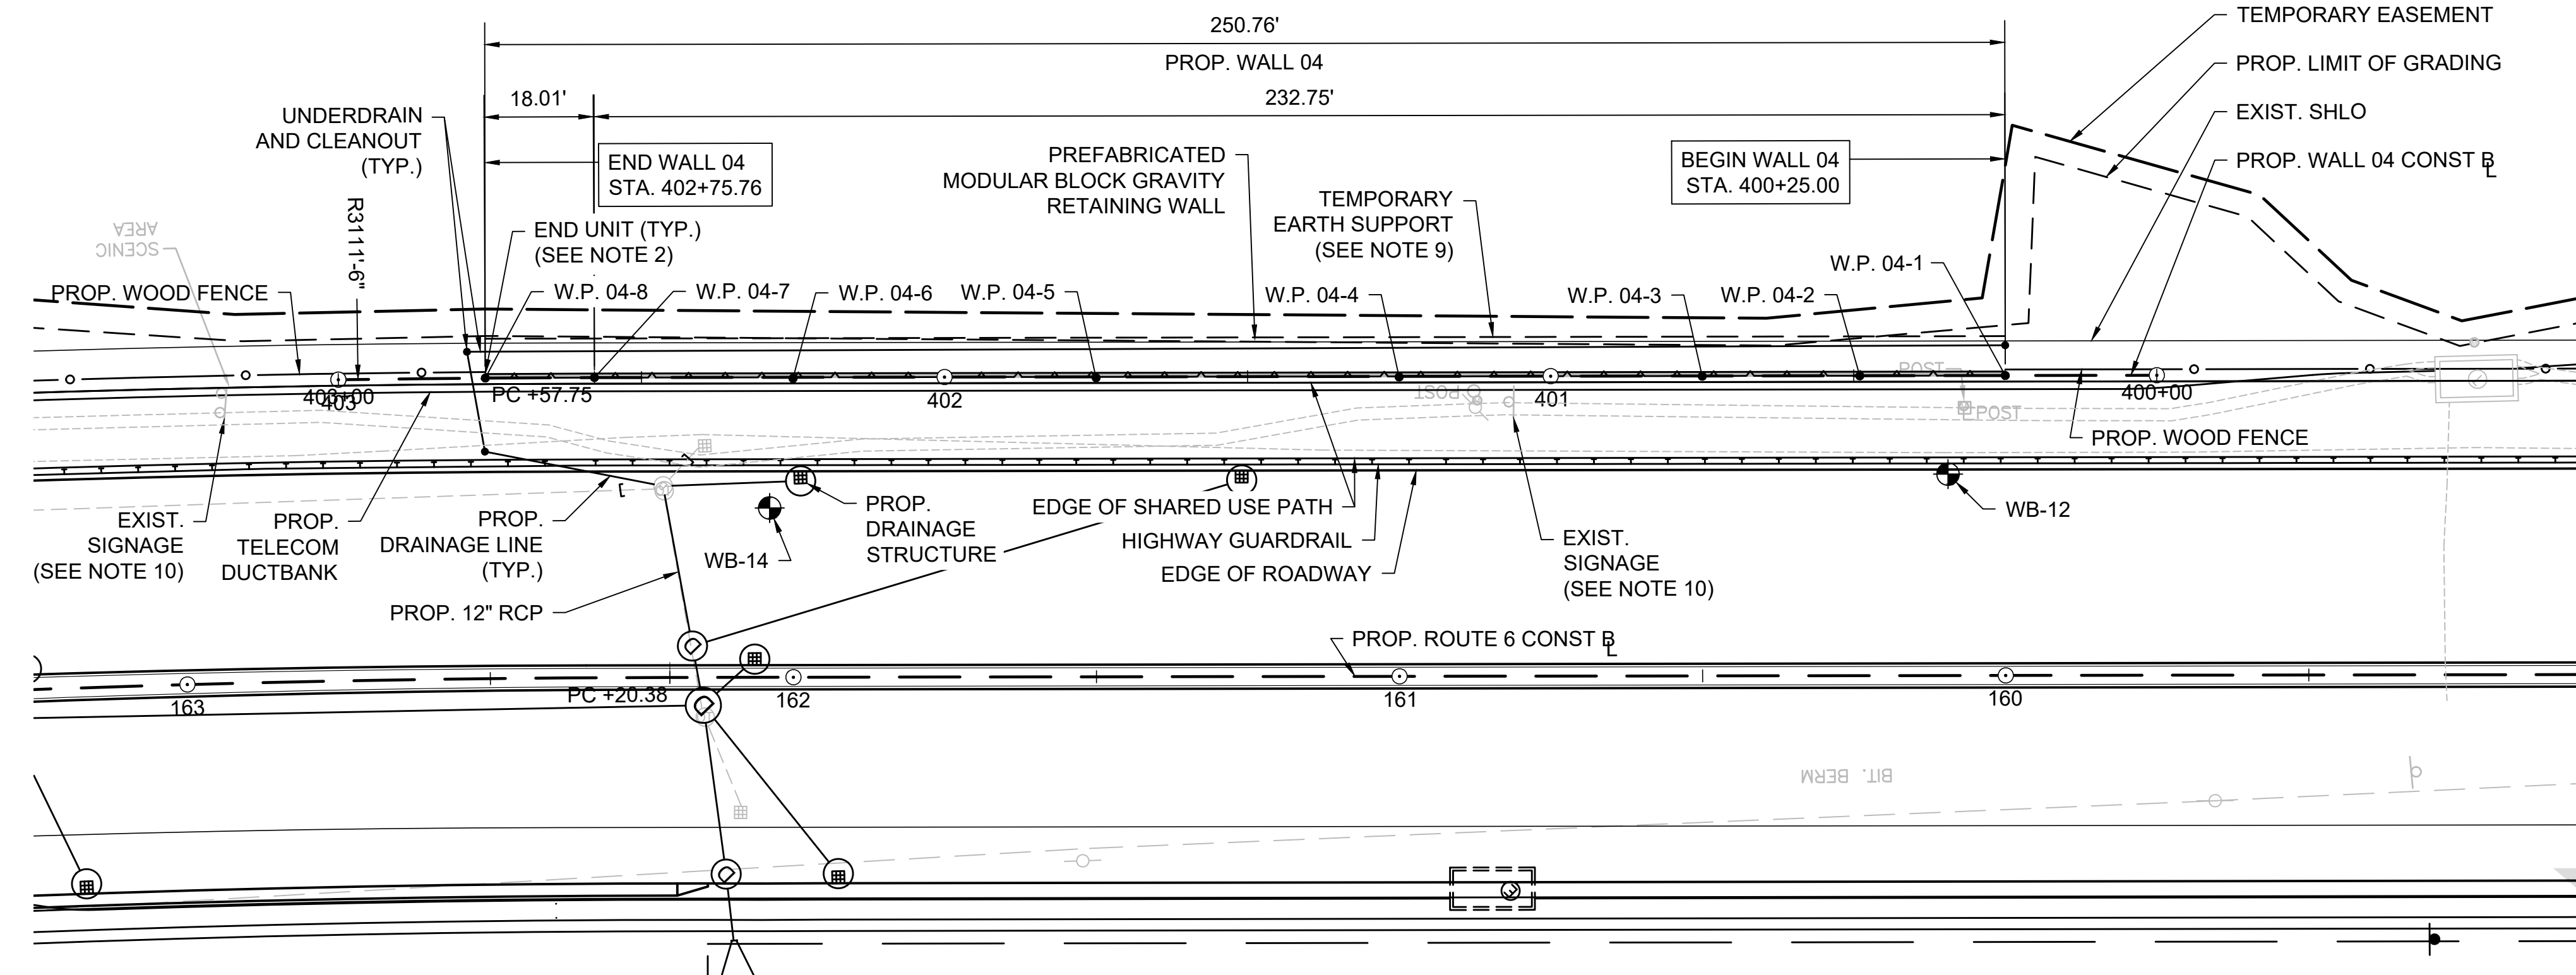 250.76'
PROP. WALL 04
18.01'
232.75'
TEMPORARY EASEMENT
PROP. LIMIT OF GRADING
EXIST. SHLO
PROP. WALL 04 CONST BL
UNDERDRAIN
AND CLEANOUT
(TYP.)
END WALL 04
STA. 402+75.76
PREFABRICATED
MODULAR BLOCK GRAVITY
RETAINING WALL
TEMPORARY
EARTH SUPPORT
(SEE NOTE 9)
BEGIN WALL 04
STA. 400+25.00
R3111'-6"
SCENIC
AREA
END UNIT (TYP.)
(SEE NOTE 2)
PROP. WOOD FENCE
W.P. 04-8
W.P. 04-7
W.P. 04-6
W.P. 04-5
W.P. 04-4
W.P. 04-3
W.P. 04-2
W.P. 04-1
403+00
403
PC +57.75
402
POST
401
POST
POST
400+00
PROP. WOOD FENCE
EXIST.
SIGNAGE
(SEE NOTE 10)
PROP.
TELECOM
DUCTBANK
PROP.
DRAINAGE LINE
(TYP.)
WB-14
PROP.
DRAINAGE
STRUCTURE
EDGE OF SHARED USE PATH
HIGHWAY GUARDRAIL
EDGE OF ROADWAY
EXIST.
SIGNAGE
(SEE NOTE 10)
WB-12
PROP. 12" RCP
PROP. ROUTE 6 CONST BL
163
PC +20.38
162
161
160
D
D
D
BIT. BERM
E